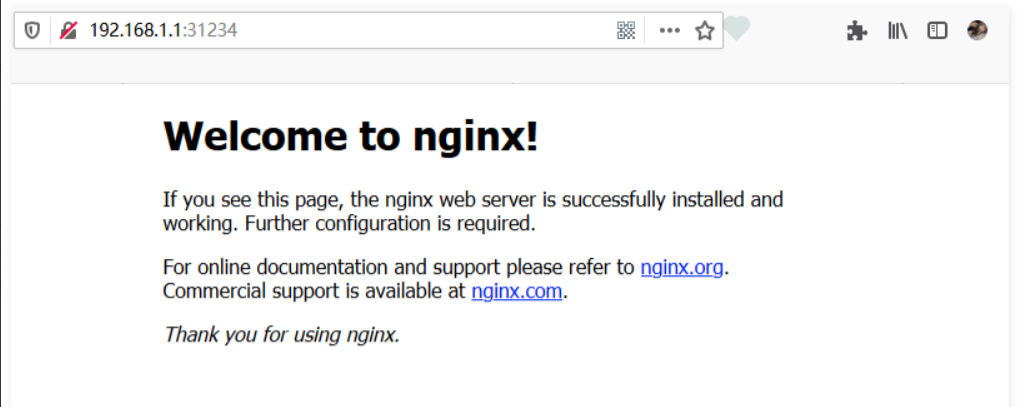 192.168.1.1:31234
Welcome to nginx!
If you see this page, the nginx web server is successfully installed and
working. Further configuration is required.
For online documentation and support please refer to nginx.org.
Commercial support is available at nginx.com.
Thank you for using nginx.